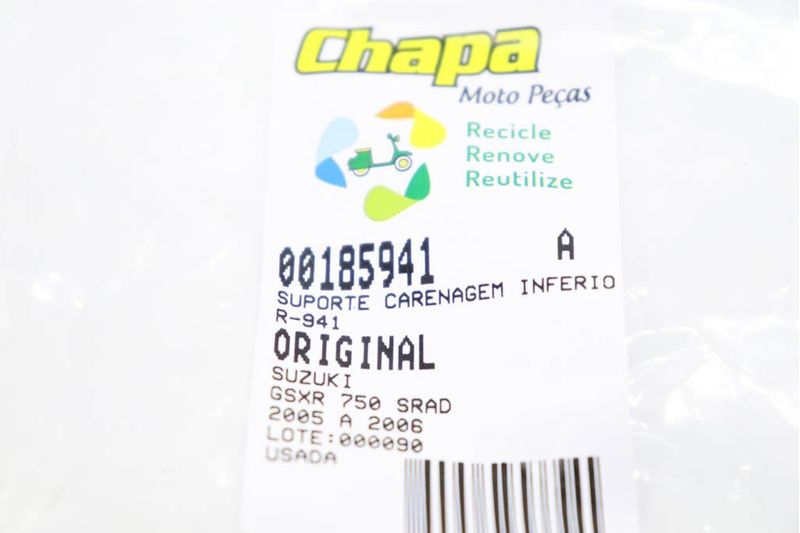 Chapa
Moto Peças
Recicle
Renove
Reutilize
00185941 A
SUPORTE CARENAGEM INFERIO
R-941
ORIGINAL
SUZUKI
GSXR 750 SRAD
2005 A 2006
LOTE:000090
USADA